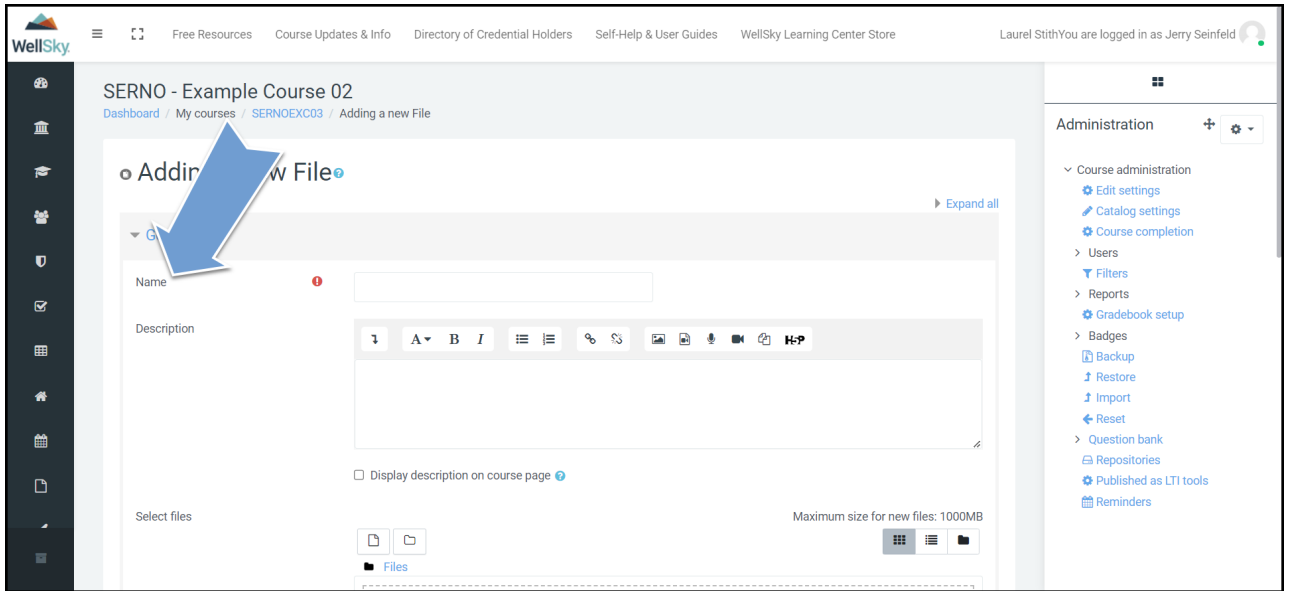 WellSky.
Free Resources Course Updates & Info Directory of Credential Holders Self-Help & User Guides WellSky Learning Center Store Laurel StithYou are logged in as Jerry Seinfeld
SERNO - Example Course 02
Dashboard / My courses / SERNOEXC03 / Adding a new File
w File
Expand all
Name
Description
A B I H5P
Display description on course page
Select files
Maximum size for new files: 1000MB
Files
Administration
Course administration
Edit settings
Catalog settings
Course completion
Users
Filters
Reports
Gradebook setup
Badges
Backup
Restore
Import
Reset
Question bank
Repositories
Published as LTI tools
Reminders